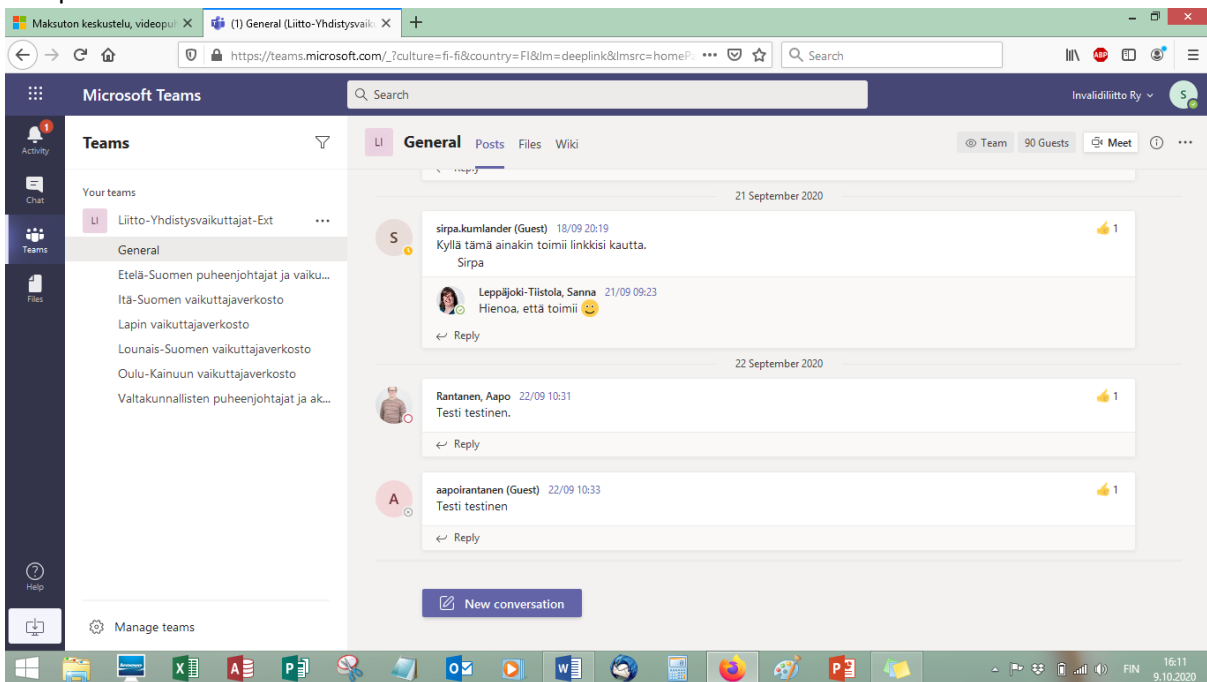 Maksuton keskustelu, videopu
(1) General (Liitto-Yhdistysvaik
https://teams.microsoft.com/_?culture=fi-fi&country=FI&lm=deeplink&lmsrc=homeP
Search
ABP
Microsoft Teams
Search
Invalidiliitto Ry
S
1
Activity
Chat
Teams
Files
Help
Teams
Your teams
LI Liitto-Yhdistysvaikuttajat-Ext
General
Etelä-Suomen puheenjohtajat ja vaiku...
Itä-Suomen vaikuttajaverkosto
Lapin vaikuttajaverkosto
Lounais-Suomen vaikuttajaverkosto
Oulu-Kainuun vaikuttajaverkosto
Valtakunnallisten puheenjohtajat ja ak...
Manage teams
LI General Posts Files Wiki
Team 90 Guests Meet
Reply
21 September 2020
S
sirpa.kumlander (Guest) 18/09 20:19
👍 1
Kyllä tämä ainakin toimii linkkisi kautta.
Sirpa
Leppäjoki-Tiistola, Sanna 21/09 09:23
Hienoa, että toimii 🙂
Reply
22 September 2020
Rantanen, Aapo 22/09 10:31
👍 1
Testi testinen.
Reply
A
aapoirantanen (Guest) 22/09 10:33
👍 1
Testi testinen
Reply
New conversation
FIN
16:11
9.10.2020